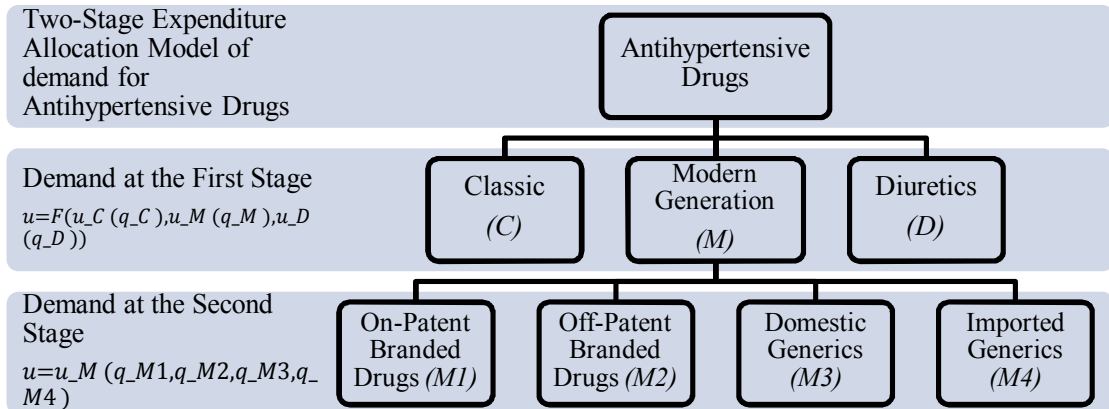 Two-Stage Expenditure
Allocation Model of
demand for
Antihypertensive Drugs
Antihypertensive
Drugs
Demand at the First Stage
u=F(u_C (q_C ),u_M (q_M ),u_D
(q_D ))
Classic
(C)
Modern
Generation
(M)
Diuretics
(D)
Demand at the Second
Stage
u=u_M (q_M1,q_M2,q_M3,q_
M4 )
On-Patent
Branded
Drugs (M1)
Off-Patent
Branded
Drugs (M2)
Domestic
Generics
(M3)
Imported
Generics
(M4)